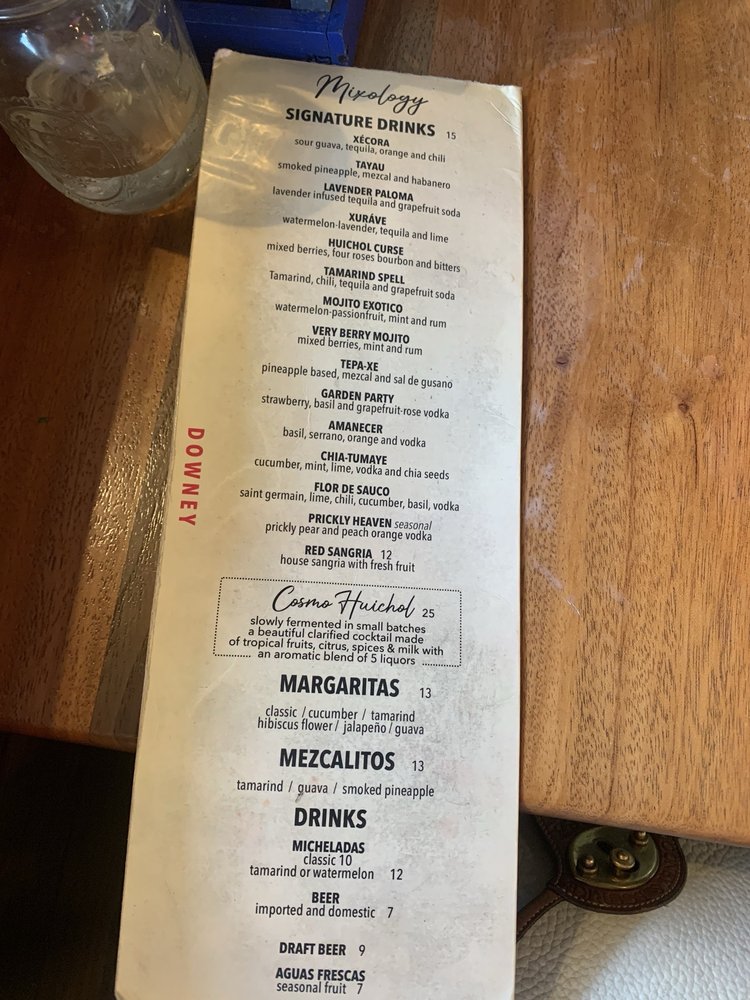 Mixology
SIGNATURE DRINKS 15
XÉCORA
sour guava, tequila, orange and chili
TAYAU
smoked pineapple, mezcal and habanero
LAVENDER PALOMA
lavender infused tequila and grapefruit soda
XURÁVE
watermelon-lavender, tequila and lime
HUICHOL CURSE
mixed berries, four roses bourbon and bitters
TAMARIND SPELL
Tamarind, chili, tequila and grapefruit soda
MOJITO EXOTICO
watermelon-passionfruit, mint and rum
VERY BERRY MOJITO
mixed berries, mint and rum
TEPA-XE
pineapple based, mezcal and sal de gusano
GARDEN PARTY
strawberry, basil and grapefruit-rose vodka
AMANECER
basil, serrano, orange and vodka
CHIA-TUMAYE
cucumber, mint, lime, vodka and chia seeds
FLOR DE SAUCO
saint germain, lime, chili, cucumber, basil, vodka
PRICKLY HEAVEN seasonal
prickly pear and peach orange vodka
RED SANGRIA 12
house sangria with fresh fruit
Cosmo Huichol 25
slowly fermented in small batches
a beautiful clarified cocktail made
of tropical fruits, citrus, spices & milk with
an aromatic blend of 5 liquors
MARGARITAS 13
classic / cucumber / tamarind
hibiscus flower / jalapeño / guava
MEZCALITOS 13
tamarind / guava / smoked pineapple
DRINKS
MICHELADAS
classic 10
tamarind or watermelon 12
BEER
imported and domestic 7
DRAFT BEER 9
AGUAS FRESCAS
seasonal fruit 7
DOWNEY